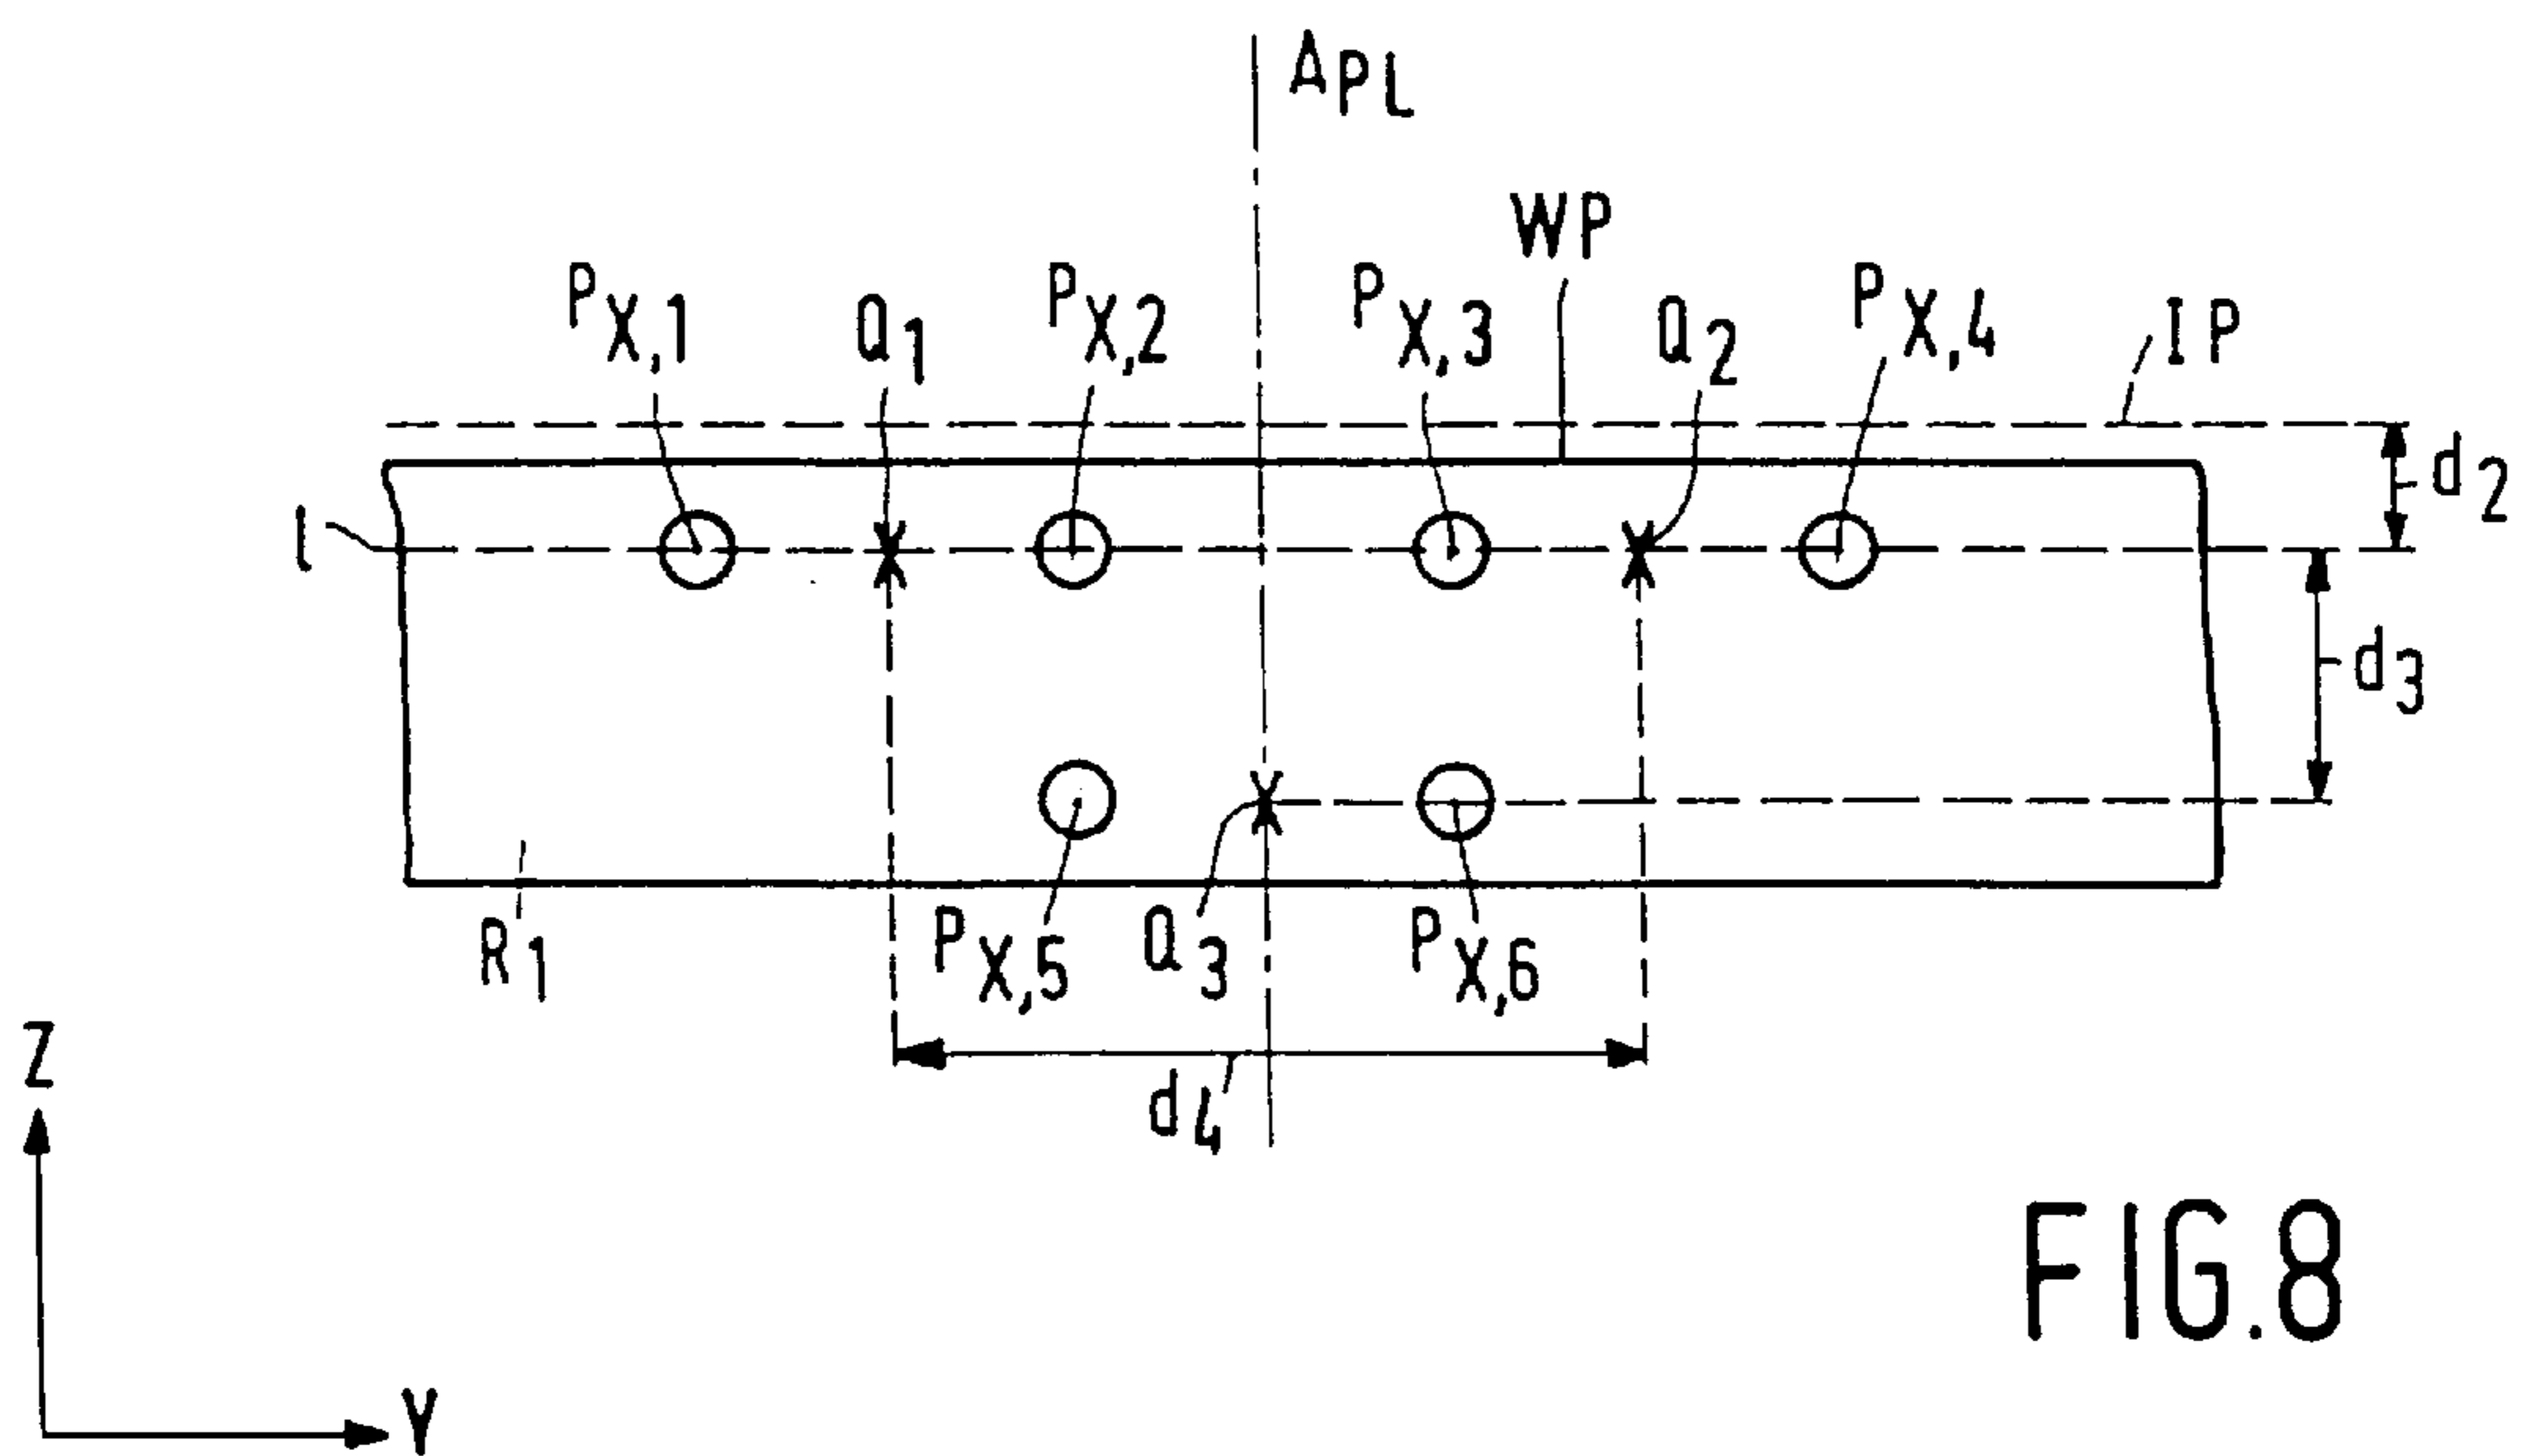 APL
WP
PX,1
Q1
PX,2
PX,3
Q2
PX,4
IP
d2
l
d3
R1
PX,5
Q3
PX,6
d4
Z
Y
FIG.8